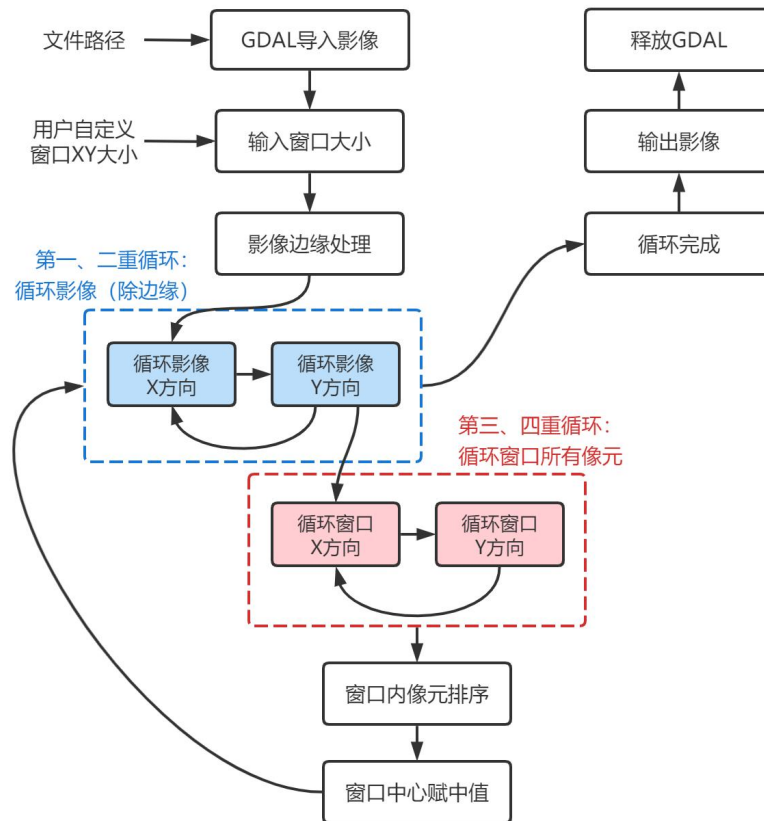 文件路径
GDAL导入影像
释放GDAL
用户自定义
窗口XY大小
输入窗口大小
输出影像
影像边缘处理
循环完成
第一、二重循环：
循环影像（除边缘）
循环影像
X方向
循环影像
Y方向
第三、四重循环：
循环窗口所有像元
循环窗口
X方向
循环窗口
Y方向
窗口内像元排序
窗口中心赋中值